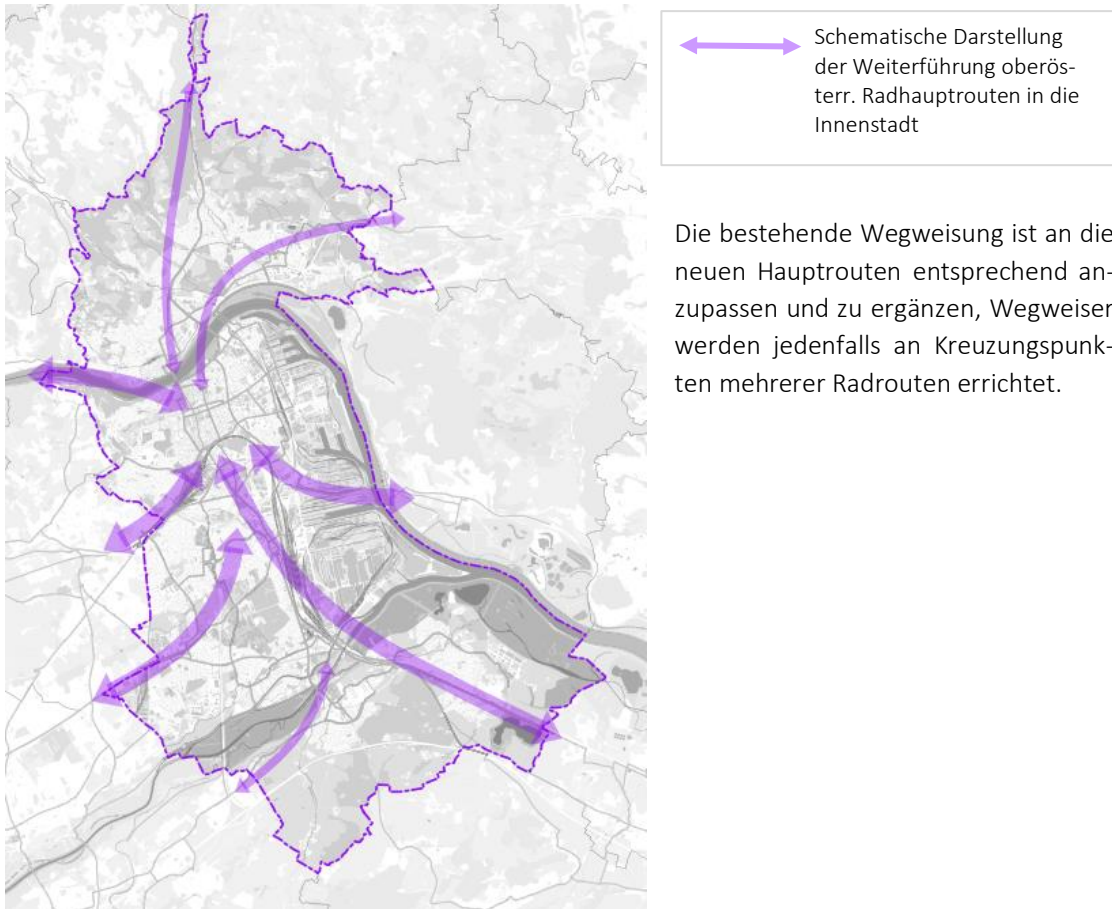 Schematische Darstellung
der Weiterführung oberös-
terr. Radhauptrouten in die
Innenstadt
Die bestehende Wegweisung ist an die
neuen Hauptrouten entsprechend an-
zupassen und zu ergänzen, Wegweiser
werden jedenfalls an Kreuzungspunk-
ten mehrerer Radrouten errichtet.